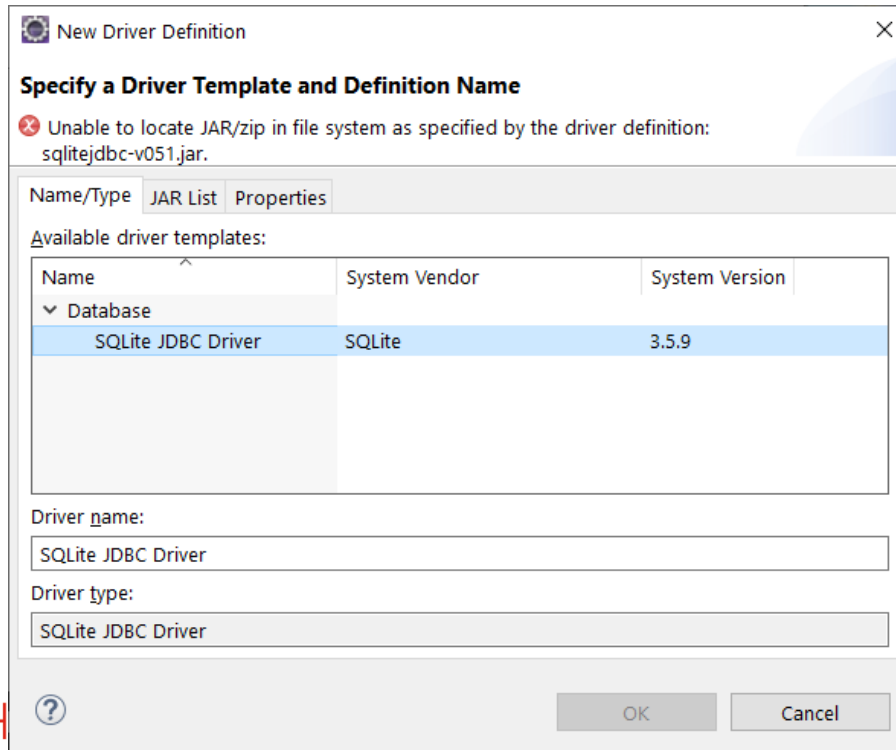 New Driver Definition
Specify a Driver Template and Definition Name
Unable to locate JAR/zip in file system as specified by the driver definition:
sqlitejdbc-v051.jar.
Name/Type JAR List Properties
Available driver templates:
Name System Vendor System Version
Database
SQLite JDBC Driver SQLite 3.5.9
Driver name:
SQLite JDBC Driver
Driver type:
SQLite JDBC Driver
? OK Cancel